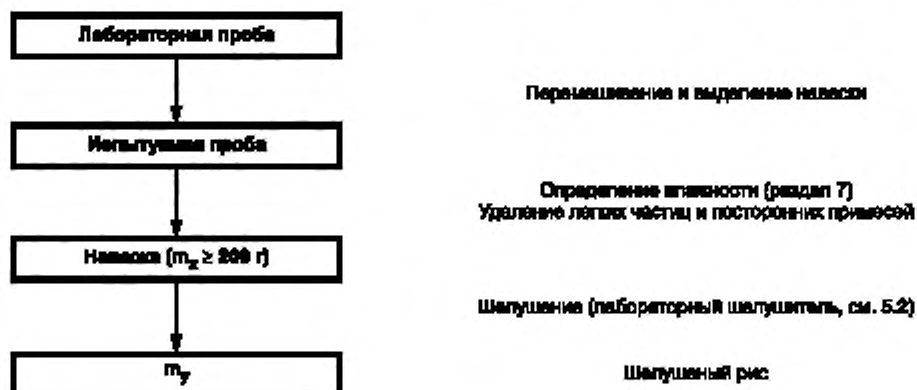 Лабораторная проба
Перемешивание и выделение навески
Испытуемая проба
Определение влажности (раздел 7)
Удаление легких частиц и посторонних примесей
Навеска (mx ≥ 200 г)
Шелушение (лабораторный шелушитель, см. 5.2)
my
Шелушеный рис